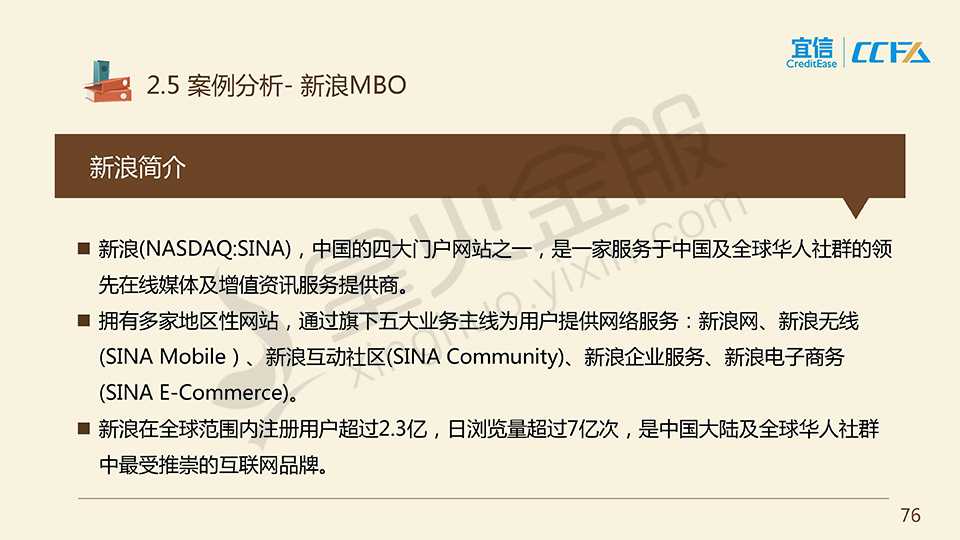 宜信
CreditEase
CCFA
2.5 案例分析- 新浪MBO
新浪简介
新浪(NASDAQ:SINA)，中国的四大门户网站之一，是一家服务于中国及全球华人社群的领
先在线媒体及增值资讯服务提供商。
拥有多家地区性网站，通过旗下五大业务主线为用户提供网络服务：新浪网、新浪无线
(SINA Mobile）、新浪互动社区(SINA Community)、新浪企业服务、新浪电子商务
(SINA E-Commerce)。
新浪在全球范围内注册用户超过2.3亿，日浏览量超过7亿次，是中国大陆及全球华人社群
中最受推崇的互联网品牌。
星火金服
xinghuo.yixin.com
76